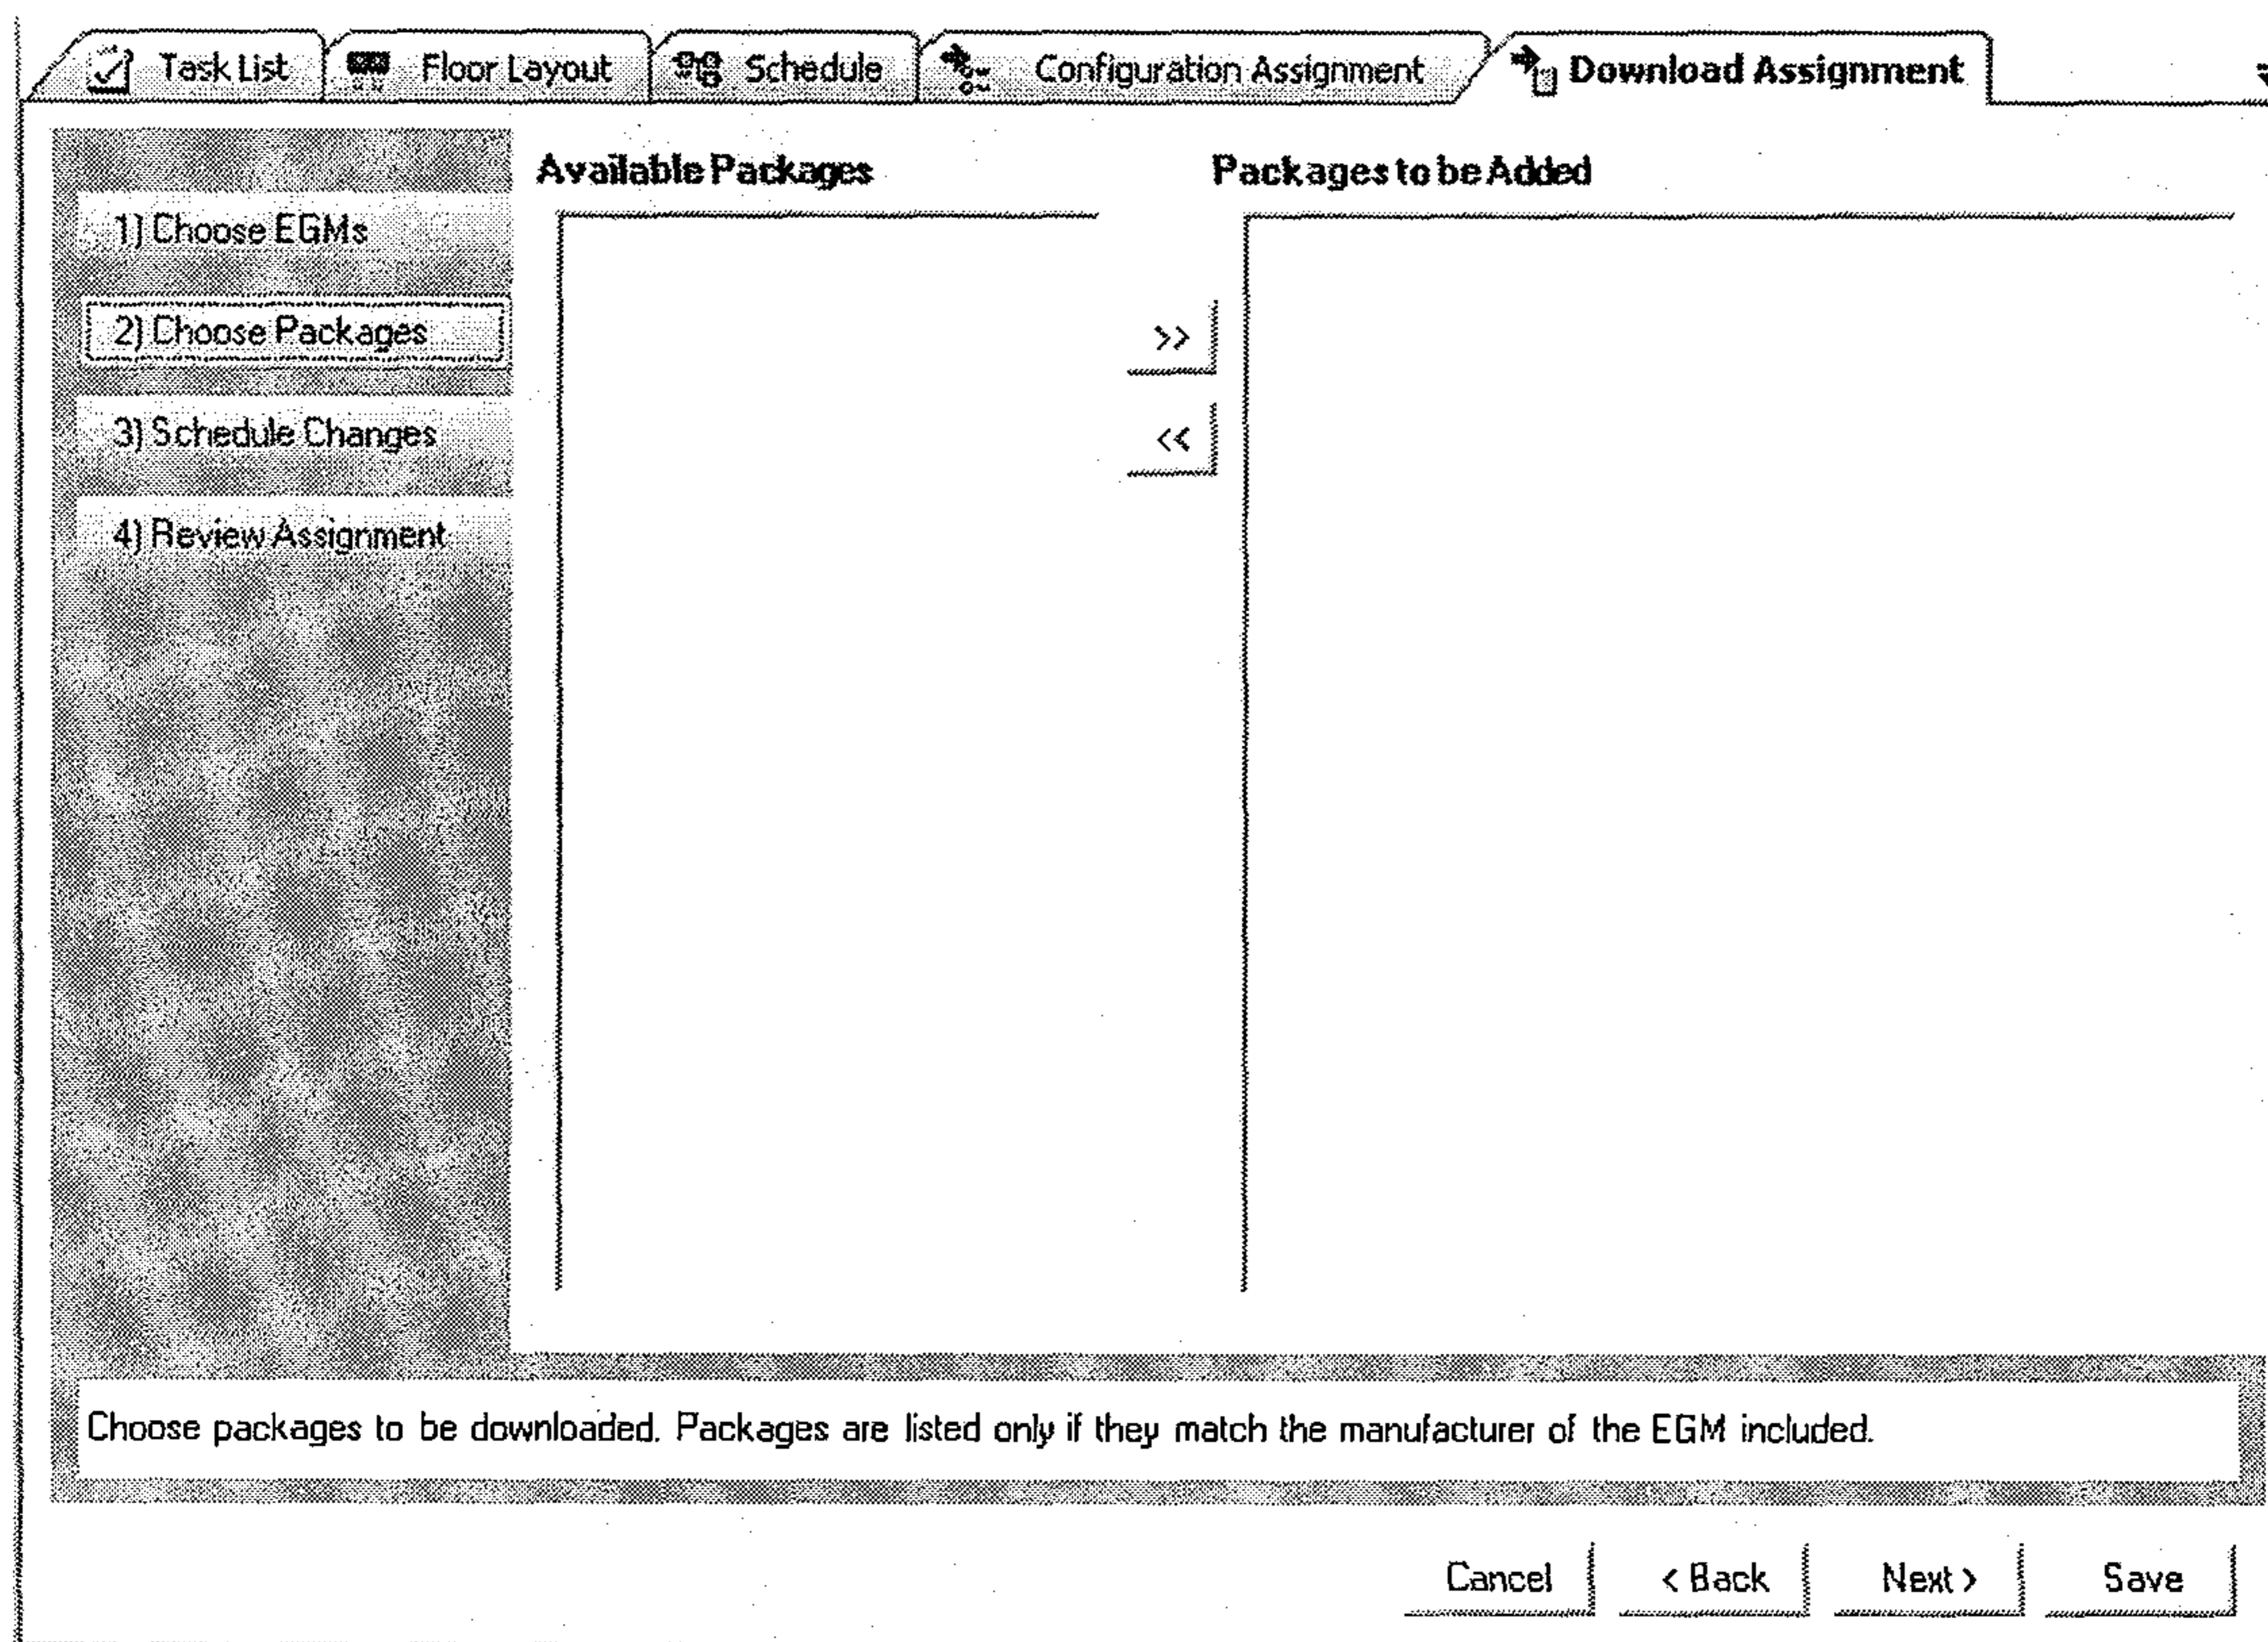 Task List Floor Layout Schedule Configuration Assignment Download Assignment
Available Packages Packages to be Added
1) Choose EGMs
2) Choose Packages
>>
3) Schedule Changes
<<
4) Review Assignment
Choose packages to be downloaded. Packages are listed only if they match the manufacturer of the EGM included.
Cancel < Back Next > Save